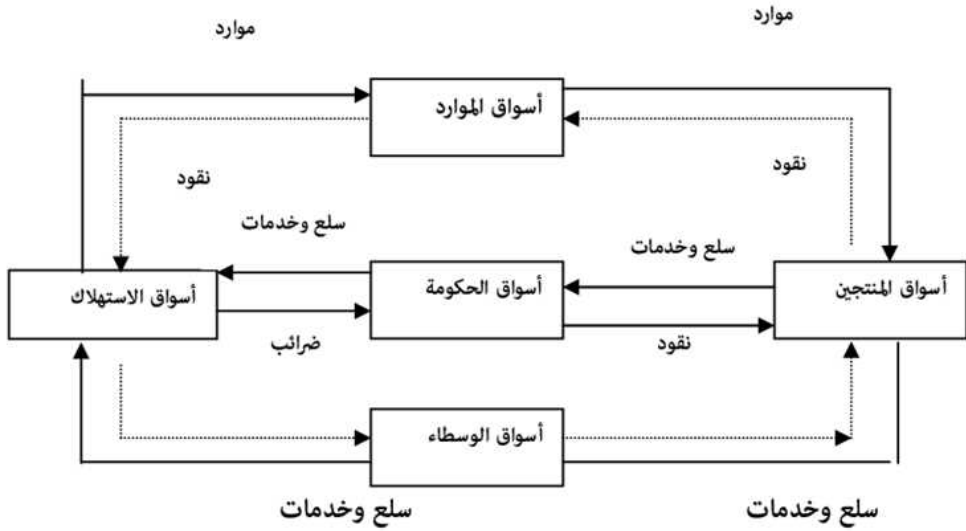 موارد
موارد
أسواق الموارد
نقود
نقود
سلع وخدمات
سلع وخدمات
أسواق المنتجين
أسواق الحكومة
أسواق الاستهلاك
نقود
ضرائب
أسواق الوسطاء
سلع وخدمات
سلع وخدمات